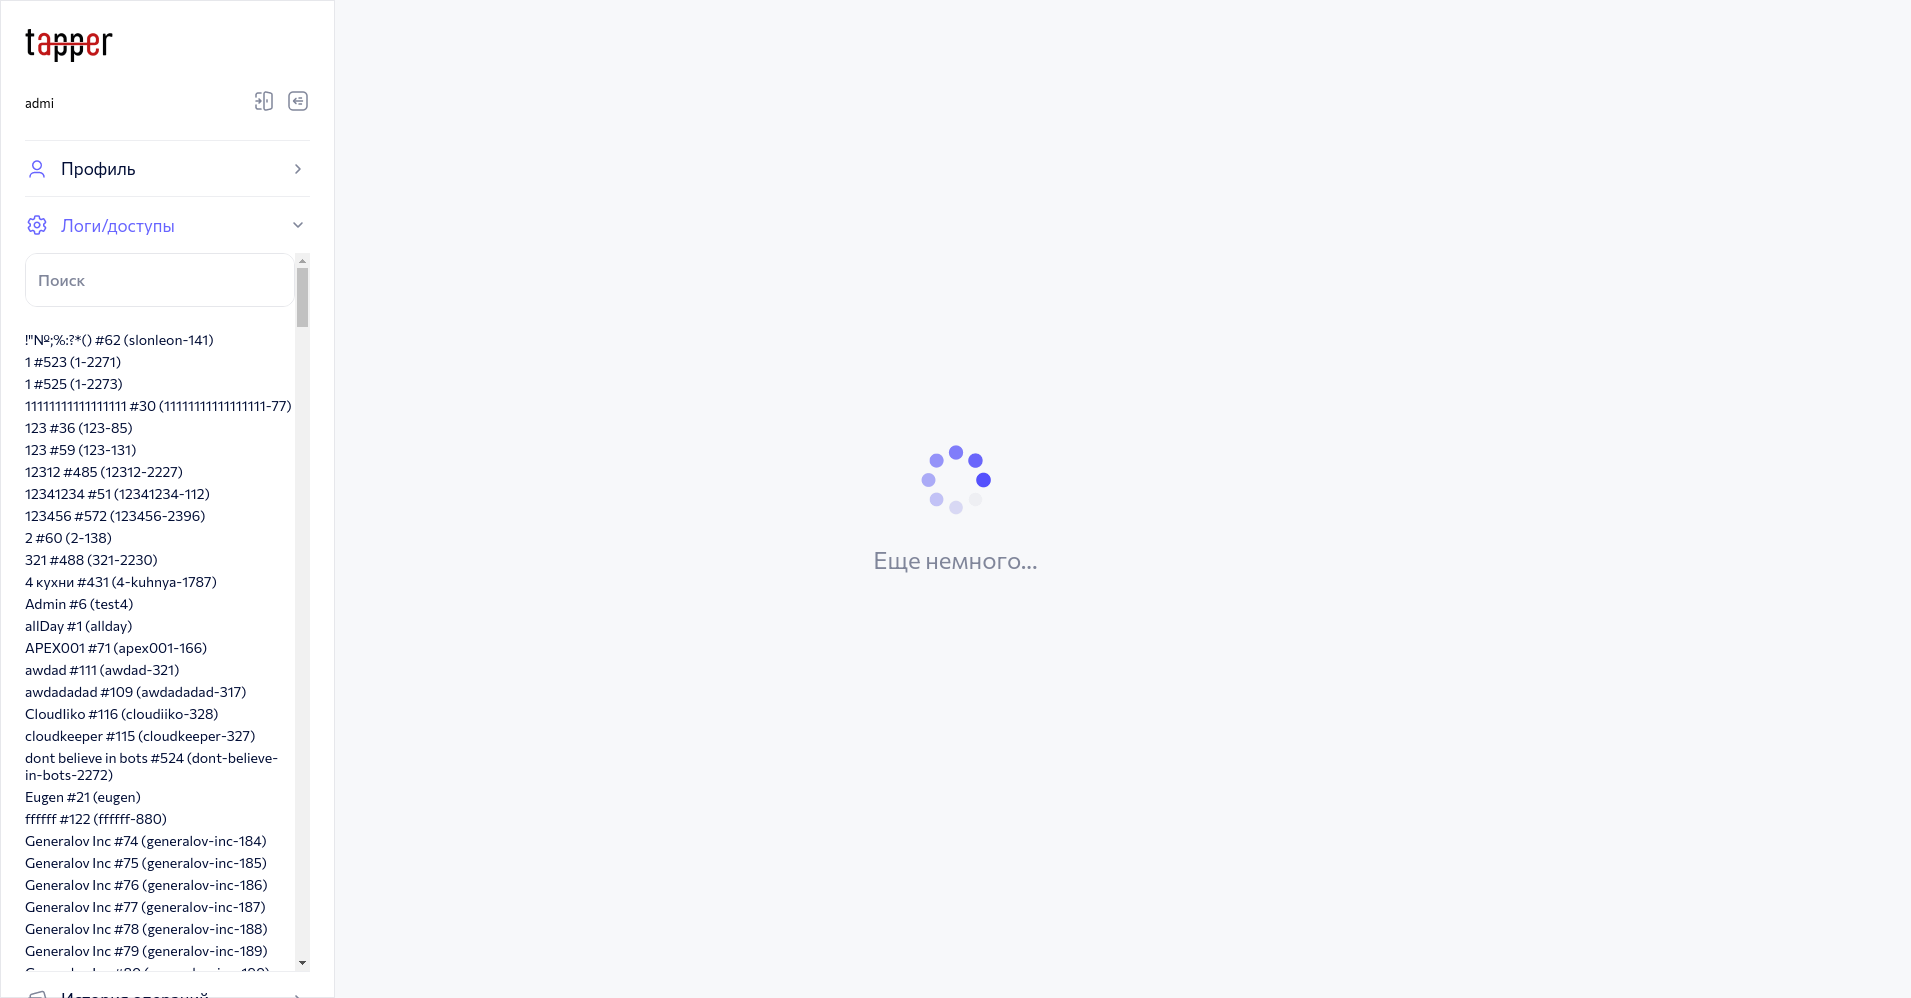 tapper
admi
Профиль
Логи/доступы
Поиск
!"№;%:?*() #62 (slonleon-141)
1 #523 (1-2271)
1 #525 (1-2273)
11111111111111111 #30 (11111111111111111-77)
123 #36 (123-85)
123 #59 (123-131)
12312 #485 (12312-2227)
12341234 #51 (12341234-112)
123456 #572 (123456-2396)
2 #60 (2-138)
321 #488 (321-2230)
4 кухни #431 (4-kuhnya-1787)
Admin #6 (test4)
allDay #1 (allday)
APEX001 #71 (apex001-166)
awdad #111 (awdad-321)
awdadadad #109 (awdadadad-317)
CloudIiko #116 (cloudiiko-328)
cloudkeeper #115 (cloudkeeper-327)
dont believe in bots #524 (dont-believe-
in-bots-2272)
Eugen #21 (eugen)
ffffff #122 (ffffff-880)
Generalov Inc #74 (generalov-inc-184)
Generalov Inc #75 (generalov-inc-185)
Generalov Inc #76 (generalov-inc-186)
Generalov Inc #77 (generalov-inc-187)
Generalov Inc #78 (generalov-inc-188)
Generalov Inc #79 (generalov-inc-189)
История операций
Еще немного...